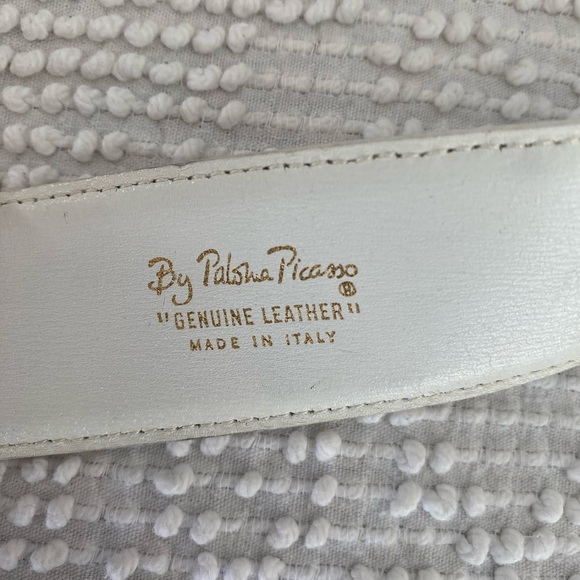 By Paloma Picasso
®
"GENUINE LEATHER"
MADE IN ITALY